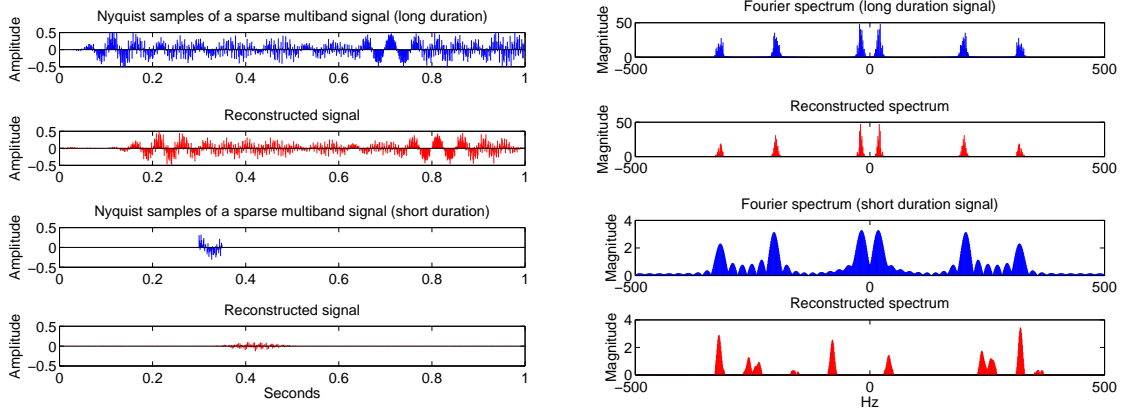 Nyquist samples of a sparse multiband signal (long duration)
Amplitude
0.5
0
−0.5
0 0.2 0.4 0.6 0.8 1
Reconstructed signal
Amplitude
0.5
0
−0.5
0 0.2 0.4 0.6 0.8 1
Nyquist samples of a sparse multiband signal (short duration)
Amplitude
0.5
0
−0.5
0 0.2 0.4 0.6 0.8 1
Reconstructed signal
Amplitude
0.5
0
−0.5
0 0.2 0.4 0.6 0.8 1
Seconds
Fourier spectrum (long duration signal)
Magnitude
50
0
−500 0 500
Reconstructed spectrum
Magnitude
50
0
−500 0 500
Fourier spectrum (short duration signal)
Magnitude
4
2
0
−500 0 500
Reconstructed spectrum
Magnitude
4
2
0
−500 0 500
Hz